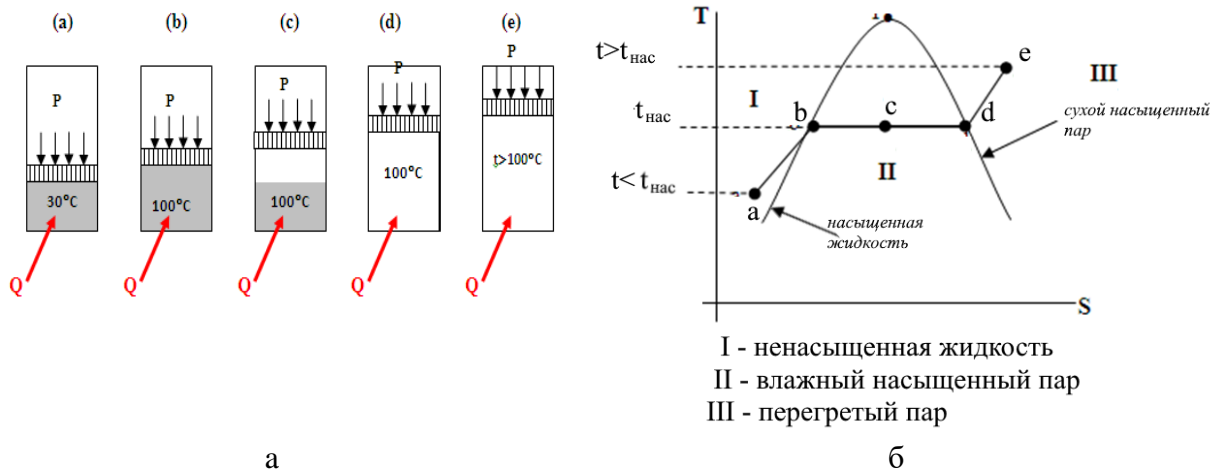 (a) (b) (c) (d) (e)
P P P P P
30°C 100°C 100°C 100°C t>100°C
Q Q Q Q Q
а
T
t>tнас
e
I
III
tнас
b c d
сухой насыщенный
пар
II
t< tнас
a
насыщенная
жидкость
S
I - ненасыщенная жидкость
II - влажный насыщенный пар
III - перегретый пар
б